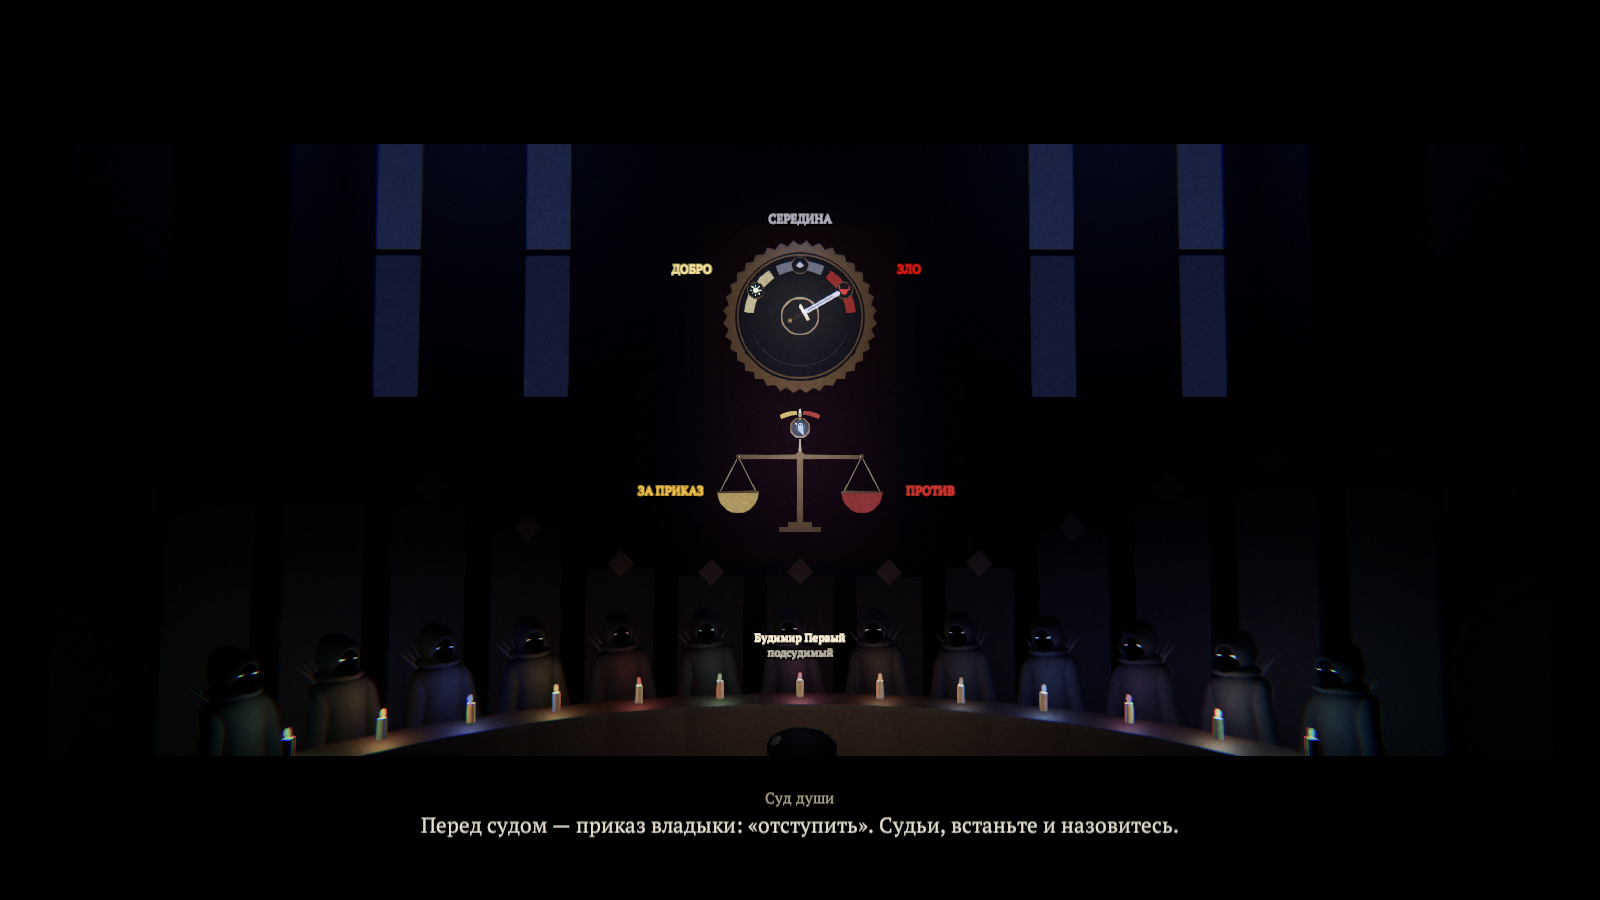 СЕРЕДИНА
ДОБРО
ЗЛО
ЗА ПРИКАЗ
ПРОТИВ
Будимир Первый
подсудимый
Суд души
Перед судом — приказ владыки: «отступить». Судьи, встаньте и назовитесь.